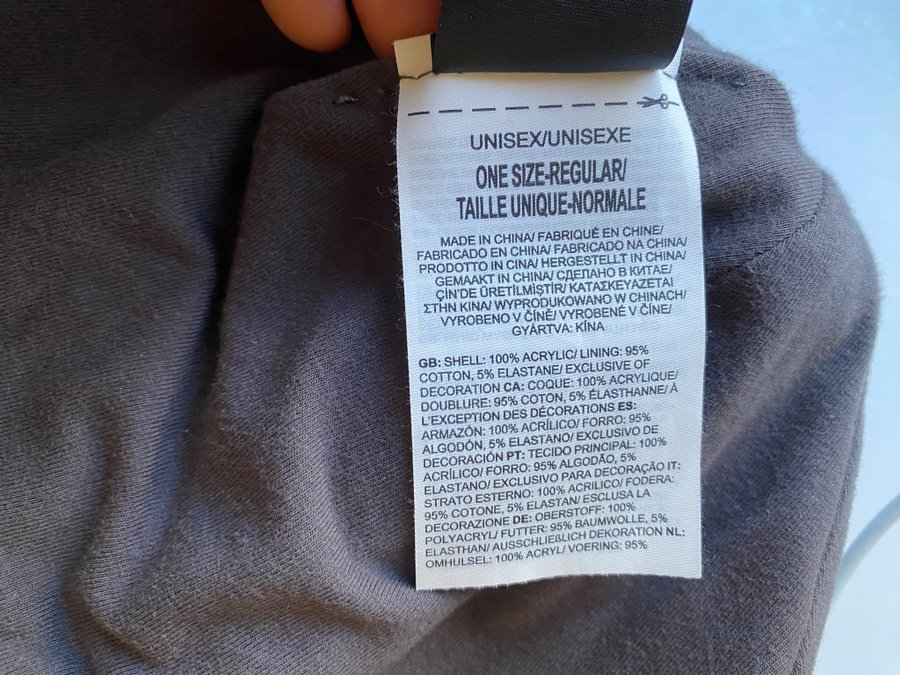 UNISEX/UNISEXE
ONE SIZE-REGULAR/
TAILLE UNIQUE-NORMALE
MADE IN CHINA/ FABRIQUÉ EN CHINE/
FABRICADO EN CHINA/ FABRICADO NA CHINA/
PRODOTTO IN CINA/ HERGESTELLT IN CHINA/
GEMAAKT IN CHINA/ СДЕЛАНО В КИТАЕ/
ÇİN'DE ÜRETİLMİŞTİR/ ΚΑΤΑΣΚΕΥΑΖΕΤΑΙ
ΣΤΗΝ ΚΙΝΑ/ WYPRODUKOWANO W CHINACH/
VYROBENO V ČÍNĚ/ VYROBENÉ V ČÍNE/
GYÁRTVA: KÍNA
GB: SHELL: 100% ACRYLIC/ LINING: 95%
COTTON, 5% ELASTANE/ EXCLUSIVE OF
DECORATION CA: COQUE: 100% ACRYLIQUE/
DOUBLURE: 95% COTON, 5% ÉLASTHANNE/ À
L'EXCEPTION DES DÉCORATIONS ES:
ARMAZÓN: 100% ACRÍLICO/ FORRO: 95%
ALGODÓN, 5% ELASTANO/ EXCLUSIVO DE
DECORACIÓN PT: TECIDO PRINCIPAL: 100%
ACRÍLICO/ FORRO: 95% ALGODÃO, 5%
ELASTANO/ EXCLUSIVO PARA DECORAÇÃO IT:
STRATO ESTERNO: 100% ACRILICO/ FODERA:
95% COTONE, 5% ELASTAN/ ESCLUSA LA
DECORAZIONE DE: OBERSTOFF: 100%
POLYACRYL/ FUTTER: 95% BAUMWOLLE, 5%
ELASTHAN/ AUSSCHLIEßLICH DEKORATION NL:
OMHULSEL: 100% ACRYL/ VOERING: 95%